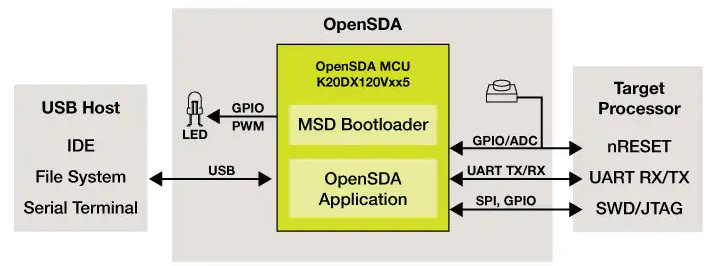 OpenSDA
OpenSDA MCU
K20DX120Vxx5
USB Host
IDE
File System
Serial Terminal
LED
GPIO
PWM
MSD Bootloader
USB
OpenSDA
Application
GPIO/ADC
UART TX/RX
SPI, GPIO
Target
Processor
nRESET
UART RX/TX
SWD/JTAG